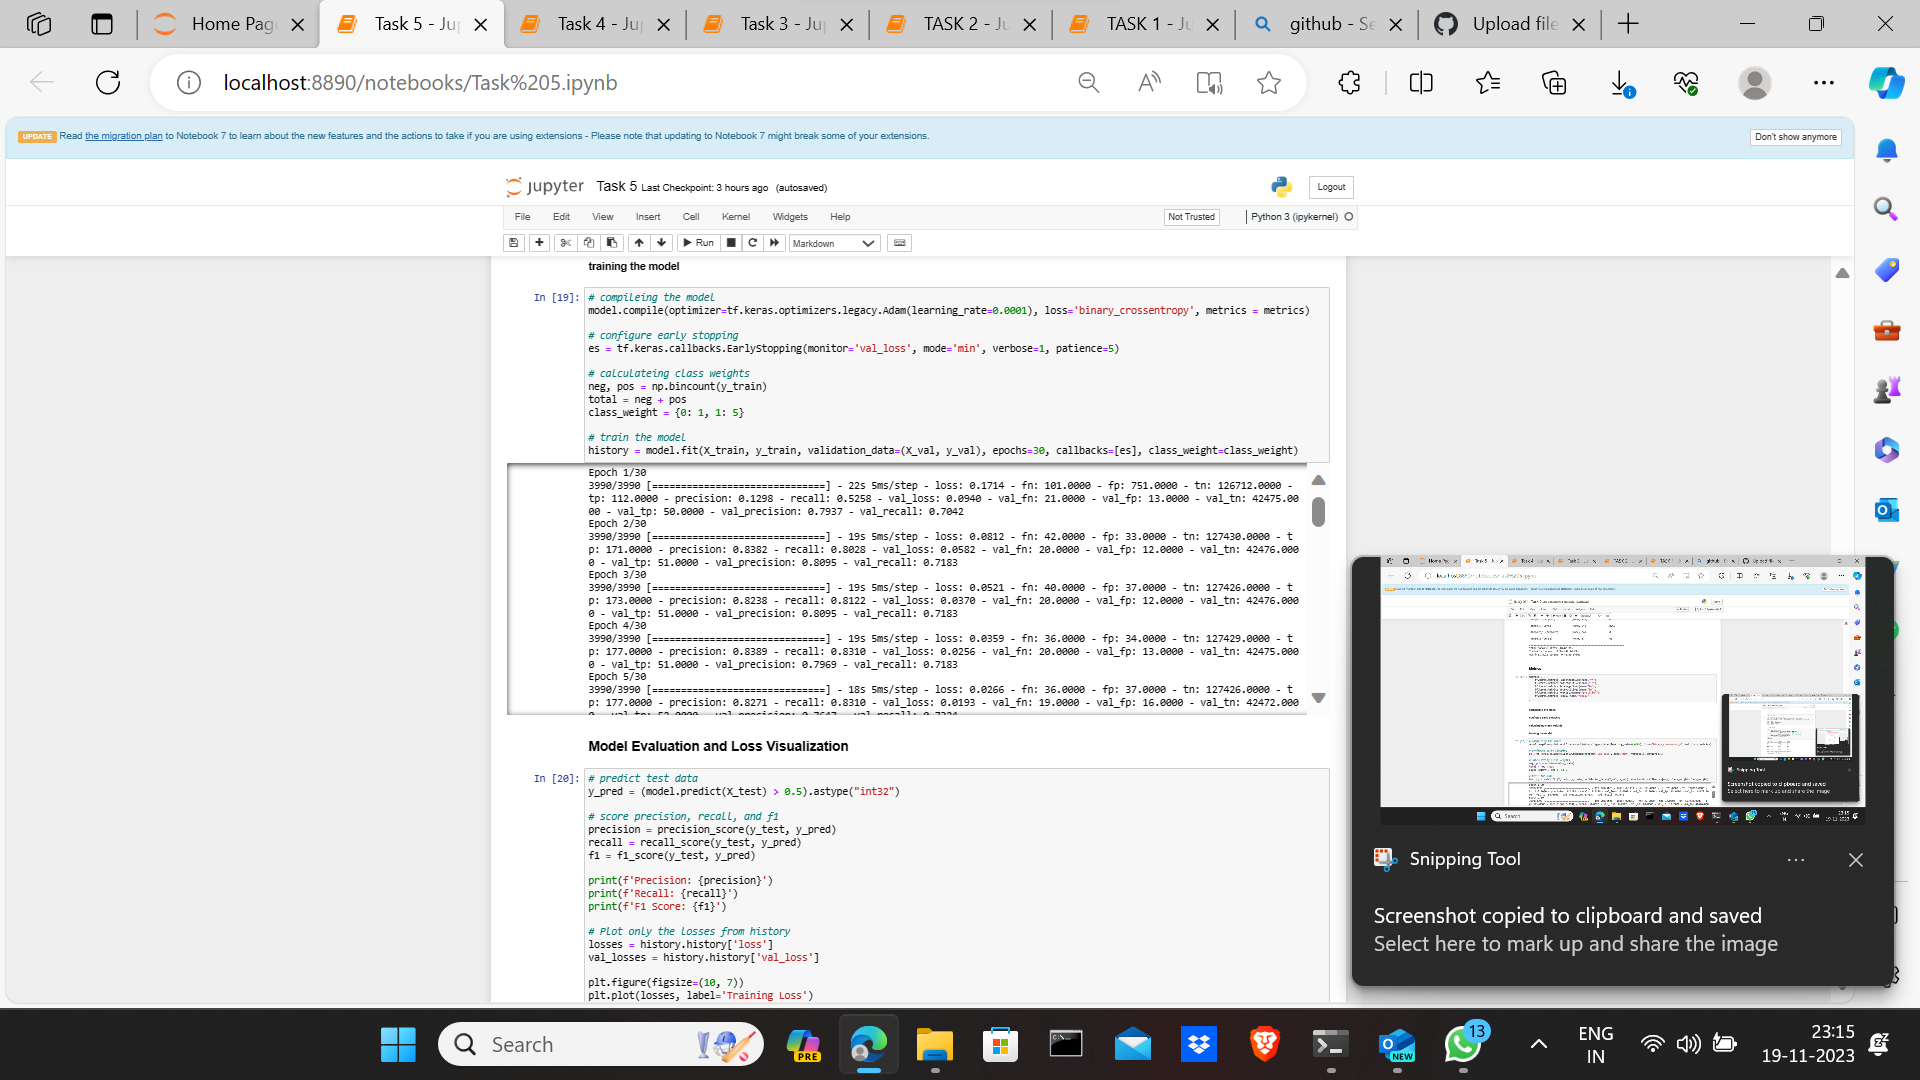 Home Pag
Task 5 - Ju
Task 4 - Ju
Task 3 - Ju
TASK 2 - Ju
TASK 1 - Ju
github - Se
Upload file
localhost:8890/notebooks/Task%205.ipynb
UPDATE Read the migration plan to Notebook 7 to learn about the new features and the actions to take if you are using extensions - Please note that updating to Notebook 7 might break some of your extensions.
Don't show anymore
jupyter Task 5 Last Checkpoint: 3 hours ago (autosaved)
Logout
File Edit View Insert Cell Kernel Widgets Help
Not Trusted
Python 3 (ipykernel)
Run
Markdown
training the model
In [19]:
# compileing the model
model.compile(optimizer=tf.keras.optimizers.legacy.Adam(learning_rate=0.0001), loss='binary_crossentropy', metrics = metrics)
# configure early stopping
es = tf.keras.callbacks.EarlyStopping(monitor='val_loss', mode='min', verbose=1, patience=5)
# calculateing class weights
neg, pos = np.bincount(y_train)
total = neg + pos
class_weight = {0: 1, 1: 5}
# train the model
history = model.fit(X_train, y_train, validation_data=(X_val, y_val), epochs=30, callbacks=[es], class_weight=class_weight)
Epoch 1/30
3990/3990 [==============================] - 22s 5ms/step - loss: 0.1714 - fn: 101.0000 - fp: 751.0000 - tn: 126712.0000 -
tp: 112.0000 - precision: 0.1298 - recall: 0.5258 - val_loss: 0.0940 - val_fn: 21.0000 - val_fp: 13.0000 - val_tn: 42475.00
00 - val_tp: 50.0000 - val_precision: 0.7937 - val_recall: 0.7042
Epoch 2/30
3990/3990 [==============================] - 19s 5ms/step - loss: 0.0812 - fn: 42.0000 - fp: 33.0000 - tn: 127430.0000 - t
p: 171.0000 - precision: 0.8382 - recall: 0.8028 - val_loss: 0.0582 - val_fn: 20.0000 - val_fp: 12.0000 - val_tn: 42476.000
0 - val_tp: 51.0000 - val_precision: 0.8095 - val_recall: 0.7183
Epoch 3/30
3990/3990 [==============================] - 19s 5ms/step - loss: 0.0521 - fn: 40.0000 - fp: 37.0000 - tn: 127426.0000 - t
p: 173.0000 - precision: 0.8238 - recall: 0.8122 - val_loss: 0.0370 - val_fn: 20.0000 - val_fp: 12.0000 - val_tn: 42476.000
0 - val_tp: 51.0000 - val_precision: 0.8095 - val_recall: 0.7183
Epoch 4/30
3990/3990 [==============================] - 19s 5ms/step - loss: 0.0359 - fn: 36.0000 - fp: 34.0000 - tn: 127429.0000 - t
p: 177.0000 - precision: 0.8389 - recall: 0.8310 - val_loss: 0.0256 - val_fn: 20.0000 - val_fp: 13.0000 - val_tn: 42475.000
0 - val_tp: 51.0000 - val_precision: 0.7969 - val_recall: 0.7183
Epoch 5/30
3990/3990 [==============================] - 18s 5ms/step - loss: 0.0266 - fn: 36.0000 - fp: 37.0000 - tn: 127426.0000 - t
p: 177.0000 - precision: 0.8271 - recall: 0.8310 - val_loss: 0.0193 - val_fn: 19.0000 - val_fp: 16.0000 - val_tn: 42472.000
Model Evaluation and Loss Visualization
In [20]:
# predict test data
y_pred = (model.predict(X_test) > 0.5).astype("int32")
# score precision, recall, and f1
precision = precision_score(y_test, y_pred)
recall = recall_score(y_test, y_pred)
f1 = f1_score(y_test, y_pred)
print(f'Precision: {precision}')
print(f'Recall: {recall}')
print(f'F1 Score: {f1}')
# Plot only the losses from history
losses = history.history['loss']
val_losses = history.history['val_loss']
plt.figure(figsize=(10, 7))
plt.plot(losses, label='Training Loss')
Snipping Tool
Screenshot copied to clipboard and saved
Select here to mark up and share the image
Search
PRE
NEW
13
ENG
IN
23:15
19-11-2023